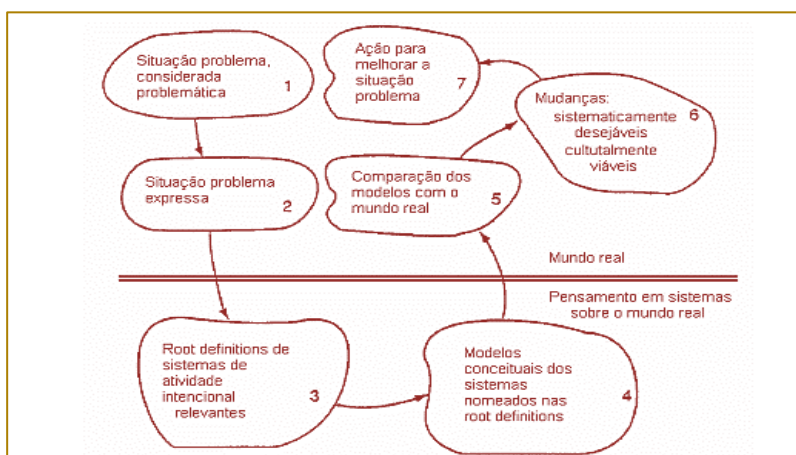 Situação problema,
considerada
problemática
1
Situação problema
expressa
2
Root definitions de
sistemas de
atividade
intencional
relevantes
3
Modelos
conceituais dos
sistemas
nomeados nas
root definitions
4
Comparação dos
modelos com o
mundo real
5
Mudanças:
sistematicamente
desejáveis
cultutalmente
viáveis
6
Ação para
melhorar a
situação
problema
7
Mundo real
Pensamento em sistemas
sobre o mundo real